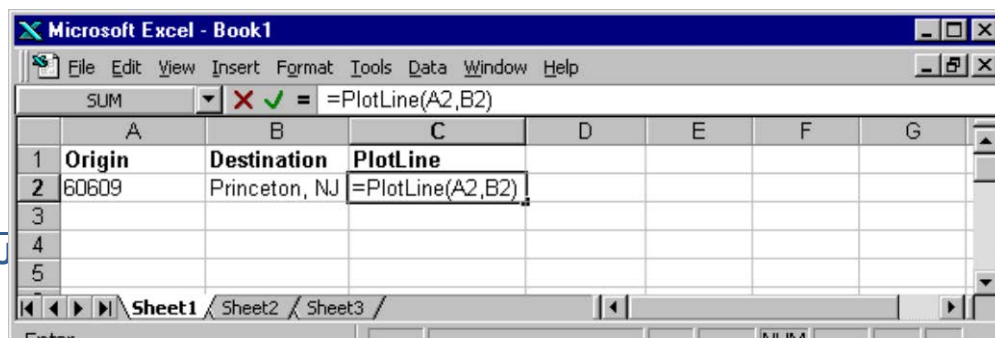 Microsoft Excel - Book1
File Edit View Insert Format Tools Data Window Help
SUM = =PlotLine(A2,B2)
A B C D E F G
1 Origin Destination PlotLine
2 60609 Princeton, NJ =PlotLine(A2,B2)
3
4
5
Sheet1 Sheet2 Sheet3
Enter NUM